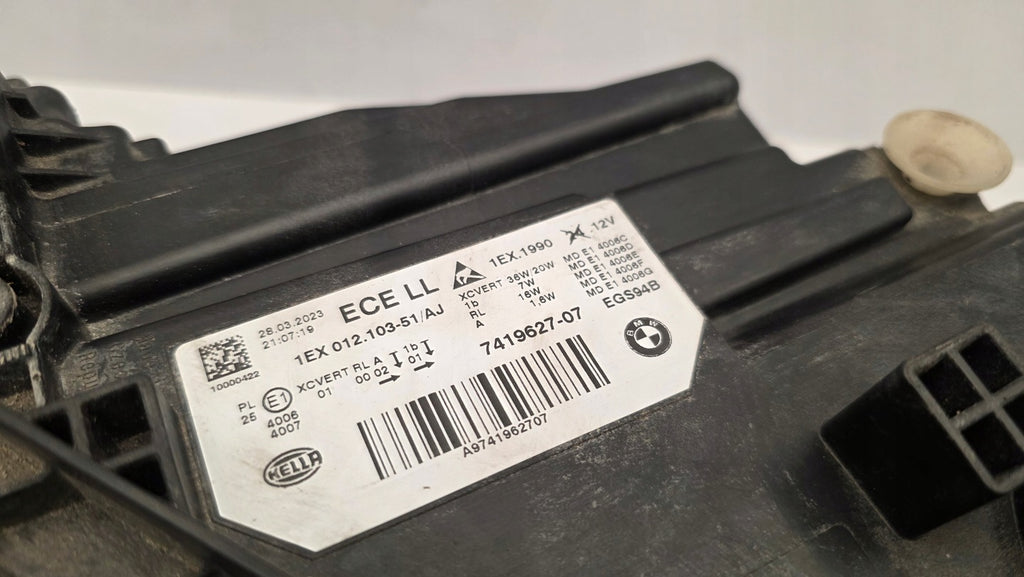 28.03.2023
21:07:19
ECE LL
1EX.1990
12V
1EX 012.103-51/AJ
XCVERT 36W/20W
1b 7W
RL 16W
A 1.6W
MD E1 4006C
MD E1 4006D
MD E1 4006E
MD E1 4006F
MD E1 4006G
EGS94B
10000422
XCVERT RL A 1b
01 00 02 01
7419627-07
BMW
PL E1
25 4006
4007
A9741962707
HELLA